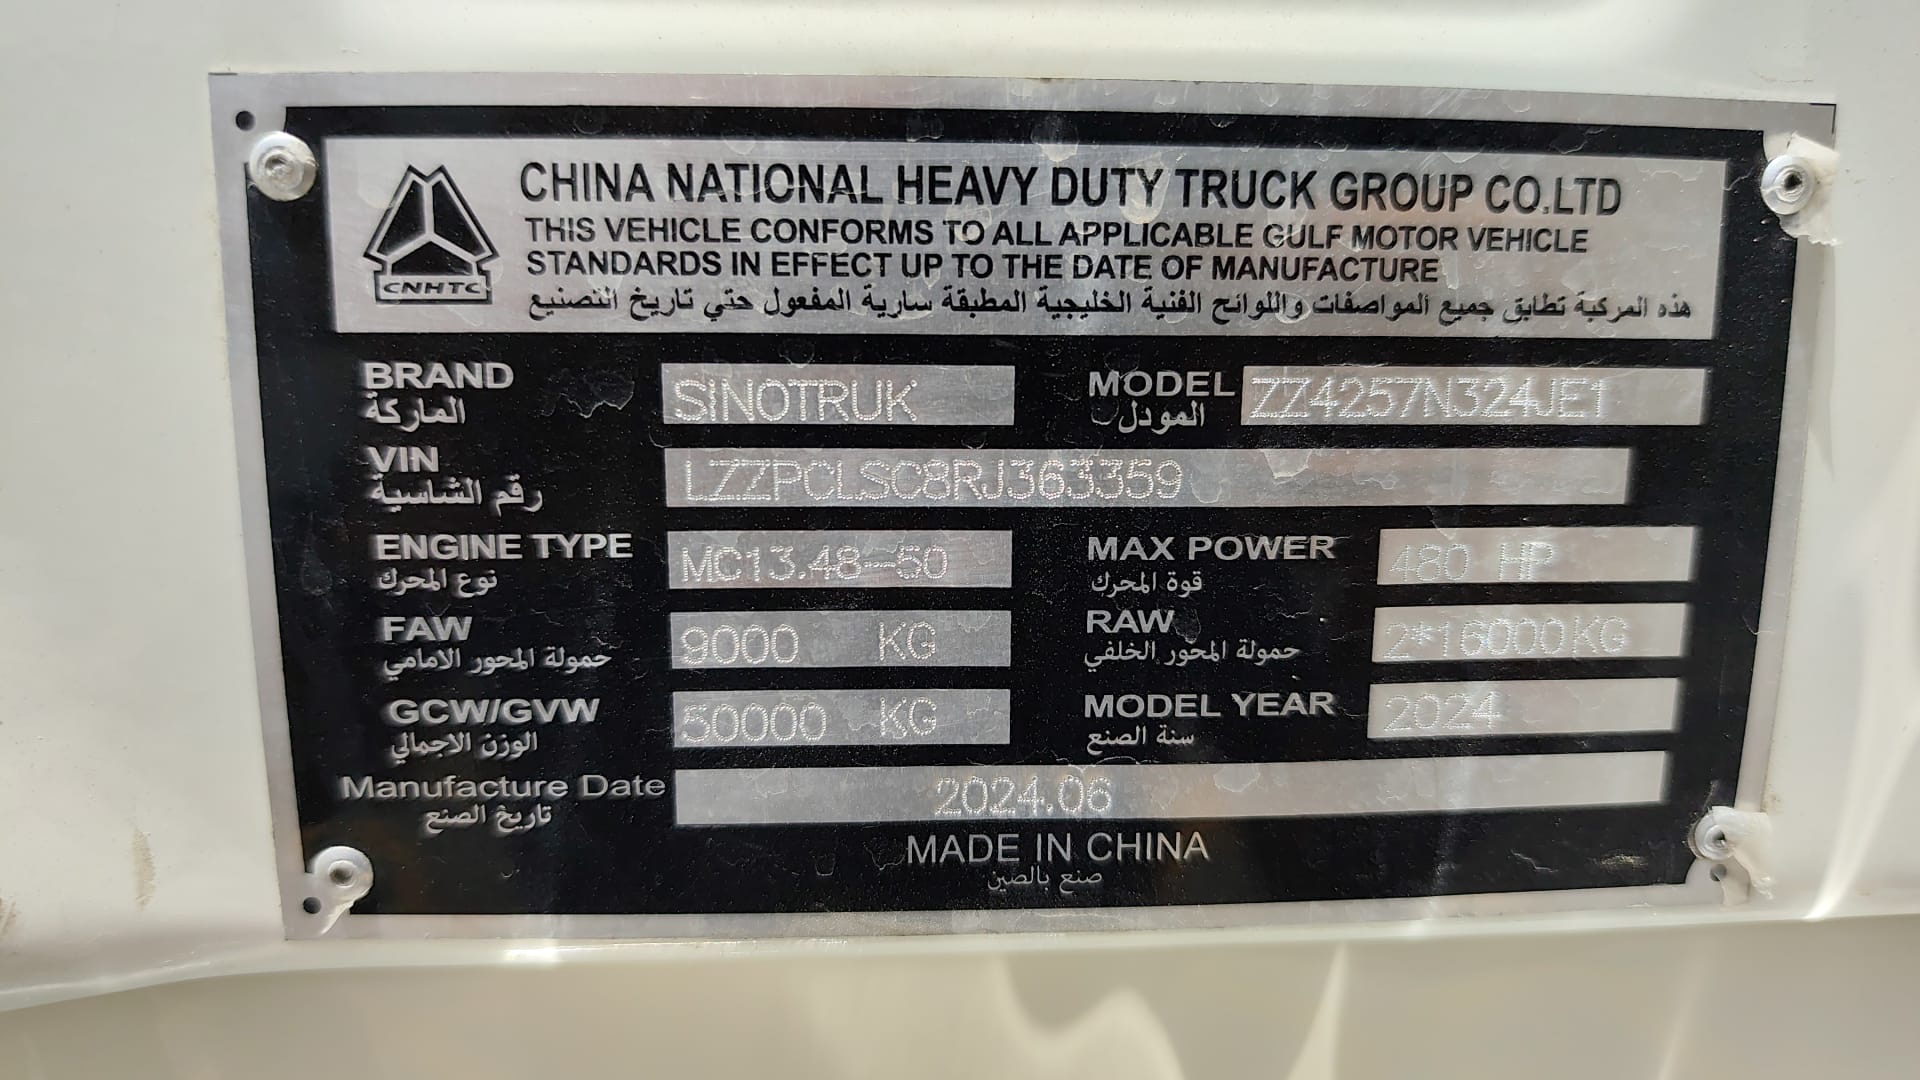 CHINA NATIONAL HEAVY DUTY TRUCK GROUP CO.LTD
THIS VEHICLE CONFORMS TO ALL APPLICABLE GULF MOTOR VEHICLE
STANDARDS IN EFFECT UP TO THE DATE OF MANUFACTURE
هذه المركبة تطابق جميع المواصفات واللوائح الفنية الخليجية المطبقة سارية المفعول حتي تاريخ التصنيع
CNHTC
BRAND SINOTRUK MODEL ZZ4257N324JE1
الماركة المودل
VIN LZZPCLSC8RJ363359
رقم الشاسية
ENGINE TYPE MC13.48-50 MAX POWER 480 HP
نوع المحرك قوة المحرك
FAW 9000 KG RAW 2*16000KG
حمولة المحور الامامي حمولة المحور الخلفي
GCW/GVW 50000 KG MODEL YEAR 2024
الوزن الاجمالي سنة الصنع
Manufacture Date 2024.06
تاريخ الصنع
MADE IN CHINA
صنع بالصين